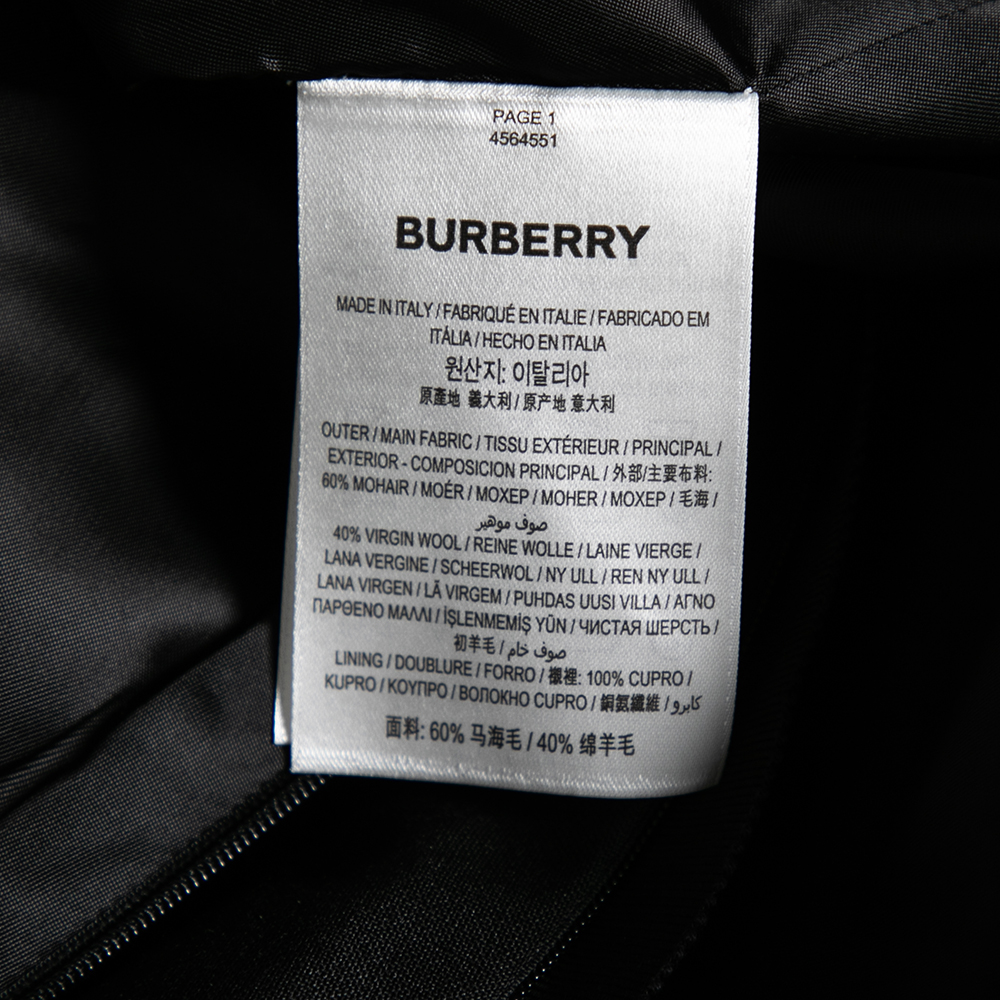 PAGE 1
4564551
BURBERRY
MADE IN ITALY / FABRIQUÉ EN ITALIE / FABRICADO EM
ITÁLIA / HECHO EN ITALIA
원산지: 이탈리아
原產地 義大利 / 原产地 意大利
OUTER / MAIN FABRIC / TISSU EXTÉRIEUR / PRINCIPAL /
EXTERIOR - COMPOSICION PRINCIPAL / 外部/主要布料:
60% MOHAIR / MOÉR / МОХЕР / MOHER / МОХЕР / 毛海 /
صوف موهير
40% VIRGIN WOOL / REINE WOLLE / LAINE VIERGE /
LANA VERGINE / SCHEERWOL / NY ULL / REN NY ULL /
LANA VIRGEN / LÃ VIRGEM / PUHDAS UUSI VILLA / ΑΓΝΟ
ΠΑΡΘΕΝΟ ΜΑΛΛΙ / İŞLENMEMİŞ YÜN / ЧИСТАЯ ШЕРСТЬ /
初羊毛 / صوف خام
LINING / DOUBLURE / FORRO / 襯裡: 100% CUPRO /
KUPRO / ΚΟΥΠΡΟ / ВОЛОКНО CUPRO / 銅氨纖維 / كابرو
面料: 60% 马海毛 / 40% 绵羊毛